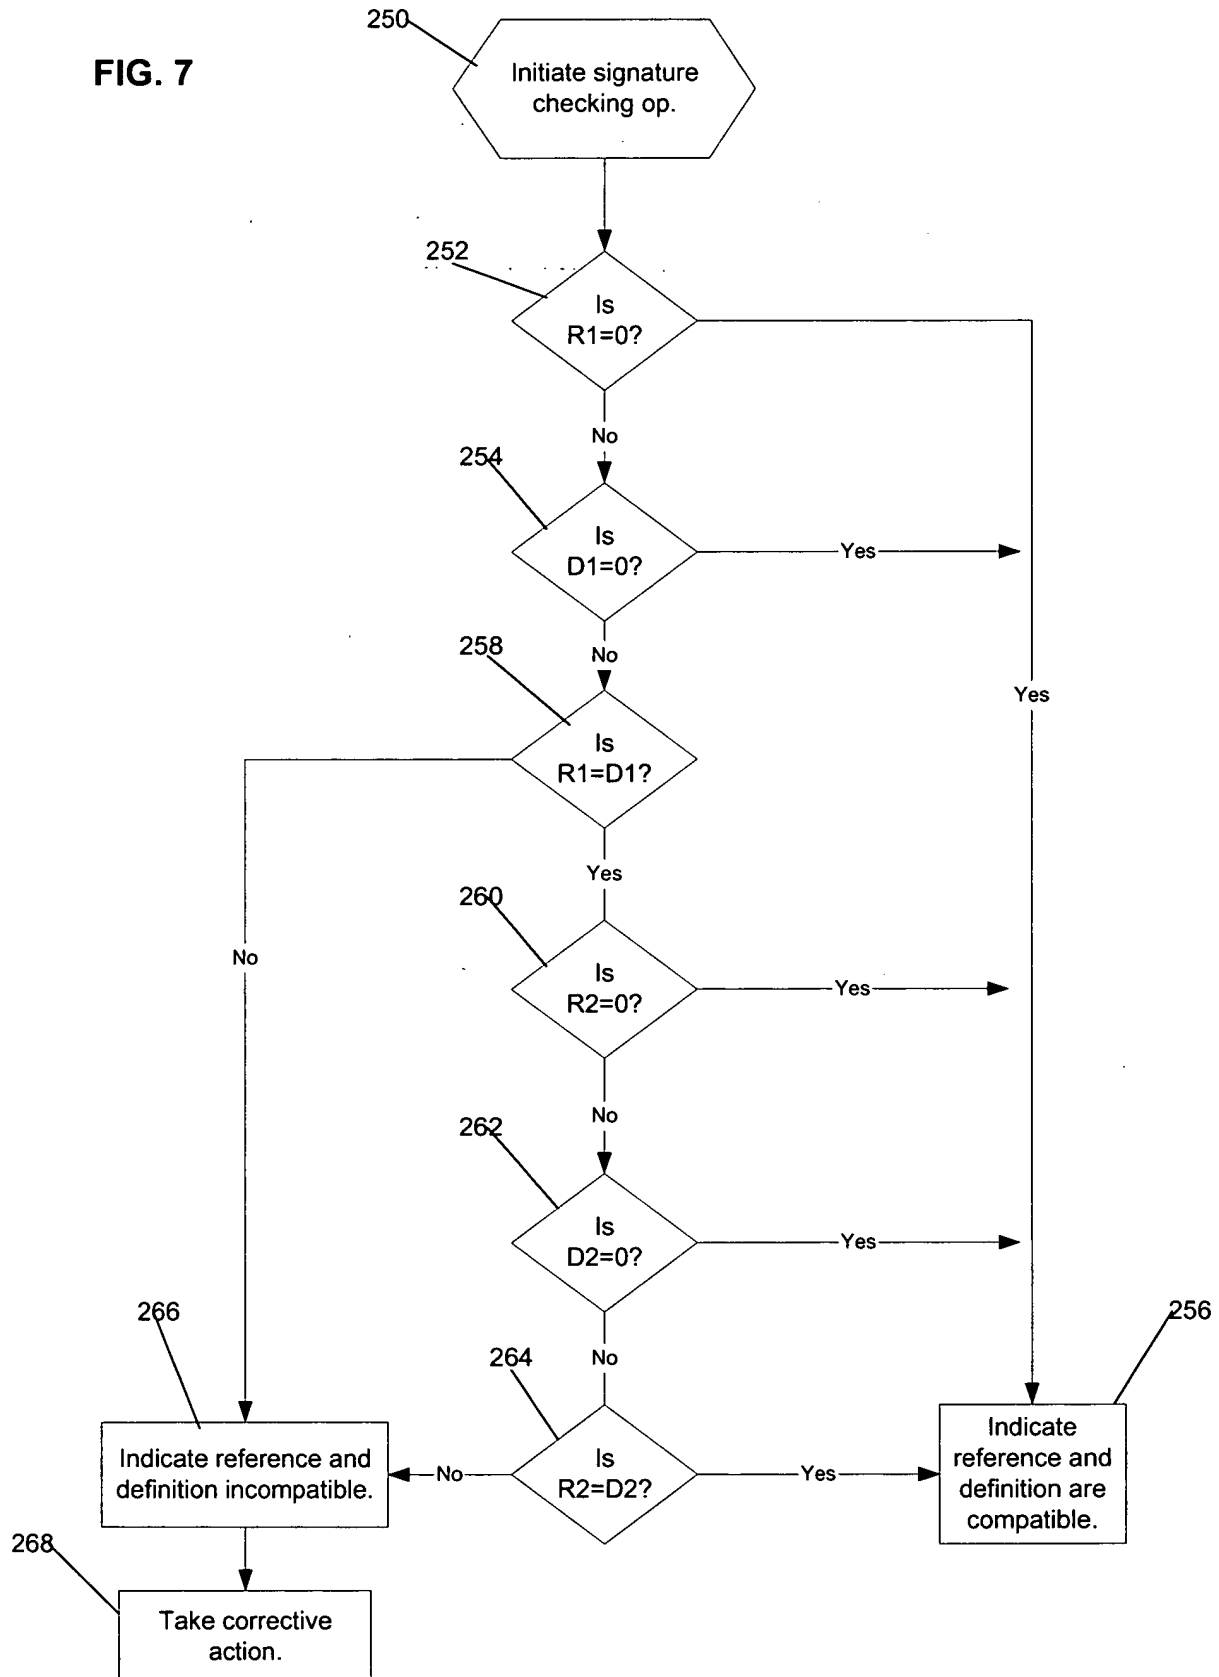 250
FIG. 7
Initiate signature
checking op.
252
Is
R1=0?
No
254
Is
D1=0?
Yes
No
258
Yes
Is
R1=D1?
Yes
260
No
Is
R2=0?
Yes
No
262
Is
D2=0?
Yes
266
256
No
264
Indicate reference and
definition incompatible.
No
Is
R2=D2?
Yes
Indicate
reference and
definition are
compatible.
268
Take corrective
action.